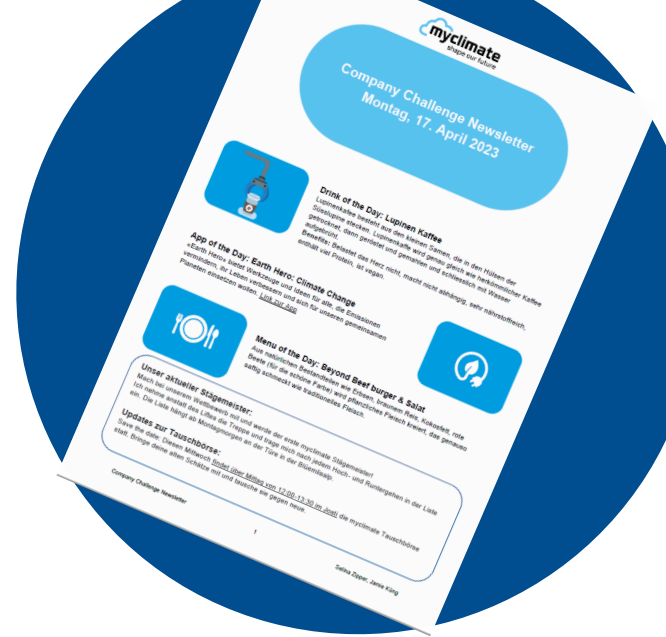 myclimate
shape our future
Company Challenge Newsletter
Montag, 17. April 2023
Drink of the Day: Lupinen Kaffee
Lupinenkaffee besteht aus den kleinen Samen, die in den Hülsen der
Süsslupine stecken. Lupinenkaffe wird genau gleich wie herkömmlicher Kaffee
getrocknet, dann geröstet und gemahlen und schliesslich mit Wasser
aufgebrüht.
Benefits: Belastet das Herz nicht, macht nicht abhängig, sehr nährstoffreich,
enthält viel Protein, ist vegan.
App of the Day: Earth Hero: Climate Change
«Earth Hero» bietet Werkzeuge und Ideen für alle, die Emissionen
vermindern, ihr Leben verbessern und sich für unseren gemeinsamen
Planeten einsetzen wollen. Link zur App
Menu of the Day: Beyond Beef burger & Salat
Aus natürlichen Bestandteilen wie Erbsen, braunem Reis, Kokosfett, rote
Beete (für die schöne Farbe) wird pflanzliches Fleisch kreiert, das genauso
saftig schmeckt wie traditionelles Fleisch.
Unser aktueller Stägemeister:
Mach bei unserem Wettbewerb mit und werde der erste myclimate Stägemeister!
Ich nehme anstatt des Liftes die Treppe und trage mich nach jedem Hoch- und Runtergehen in der Liste
ein. Die Liste hängt ab Montagmorgen an der Türe in der Blüemlisalp.
Updates zur Tauschbörse:
Save the date: Diesen Mittwoch findet über Mittag von 12:00-13:30 im Josti die myclimate Tauschbörse
statt. Bringe deine alten Schätze mit und tausche sie gegen neue.
Company Challenge Newsletter
1
Selina Zipper, Jamie Küng